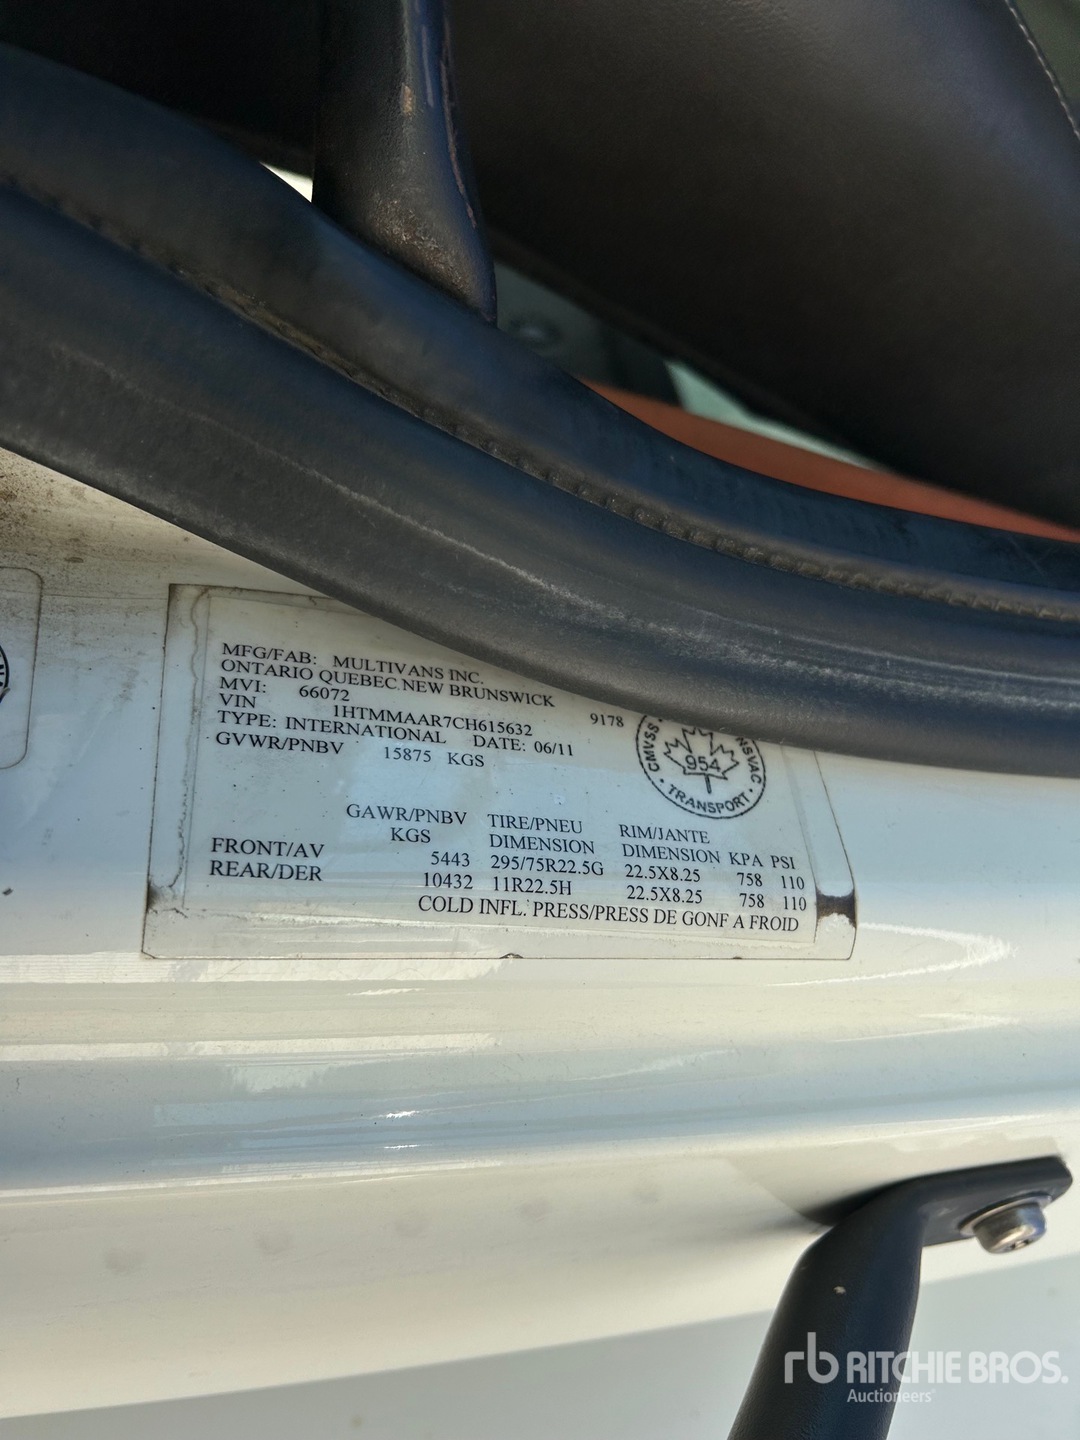 MFG/FAB: MULTIVANS INC.
ONTARIO QUEBEC NEW BRUNSWICK
MVI: 66072
9178
VIN 1HTMMAAR7CH615632
TYPE: INTERNATIONAL DATE: 06/11
GVWR/PNBV 15875 KGS
CMVSS NSVAC
954
TRANSPORT
GAWR/PNBV TIRE/PNEU RIM/JANTE
KGS DIMENSION DIMENSION KPA PSI
FRONT/AV 5443 295/75R22.5G 22.5X8.25 758 110
REAR/DER 10432 11R22.5H 22.5X8.25 758 110
COLD INFL. PRESS/PRESS DE GONF A FROID
rb RITCHIE BROS.
Auctioneers